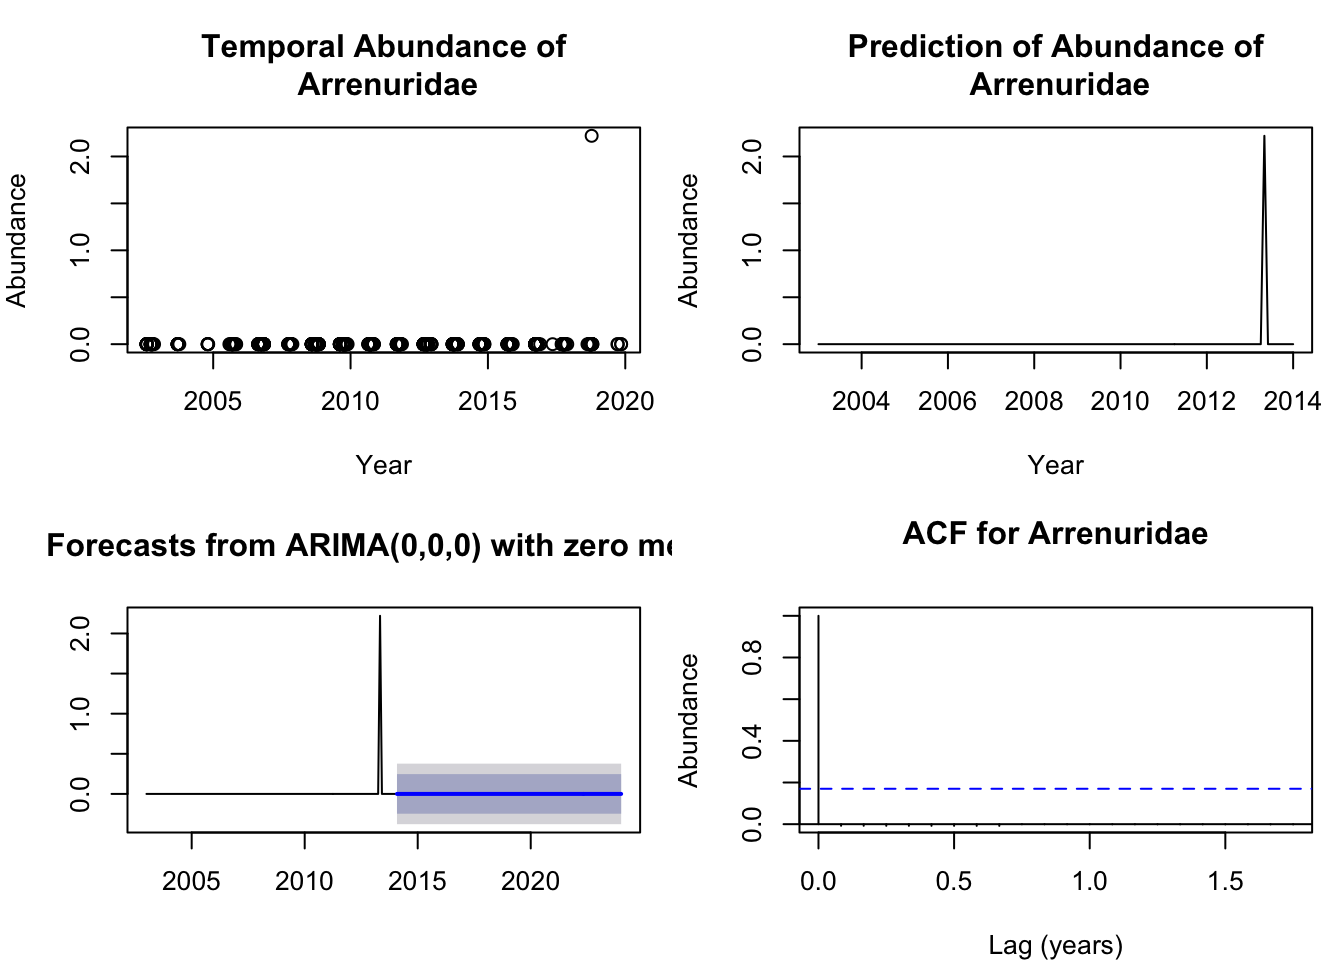 Temporal Abundance of
Arrenuridae
Abundance
2.0
1.0
0.0
2005 2010 2015 2020
Year
Prediction of Abundance of
Arrenuridae
Abundance
2.0
1.0
0.0
2004 2006 2008 2010 2012 2014
Year
Forecasts from ARIMA(0,0,0) with zero me
2.0
1.0
0.0
2005 2010 2015 2020
ACF for Arrenuridae
Abundance
0.8
0.4
0.0
0.0 0.5 1.0 1.5
Lag (years)